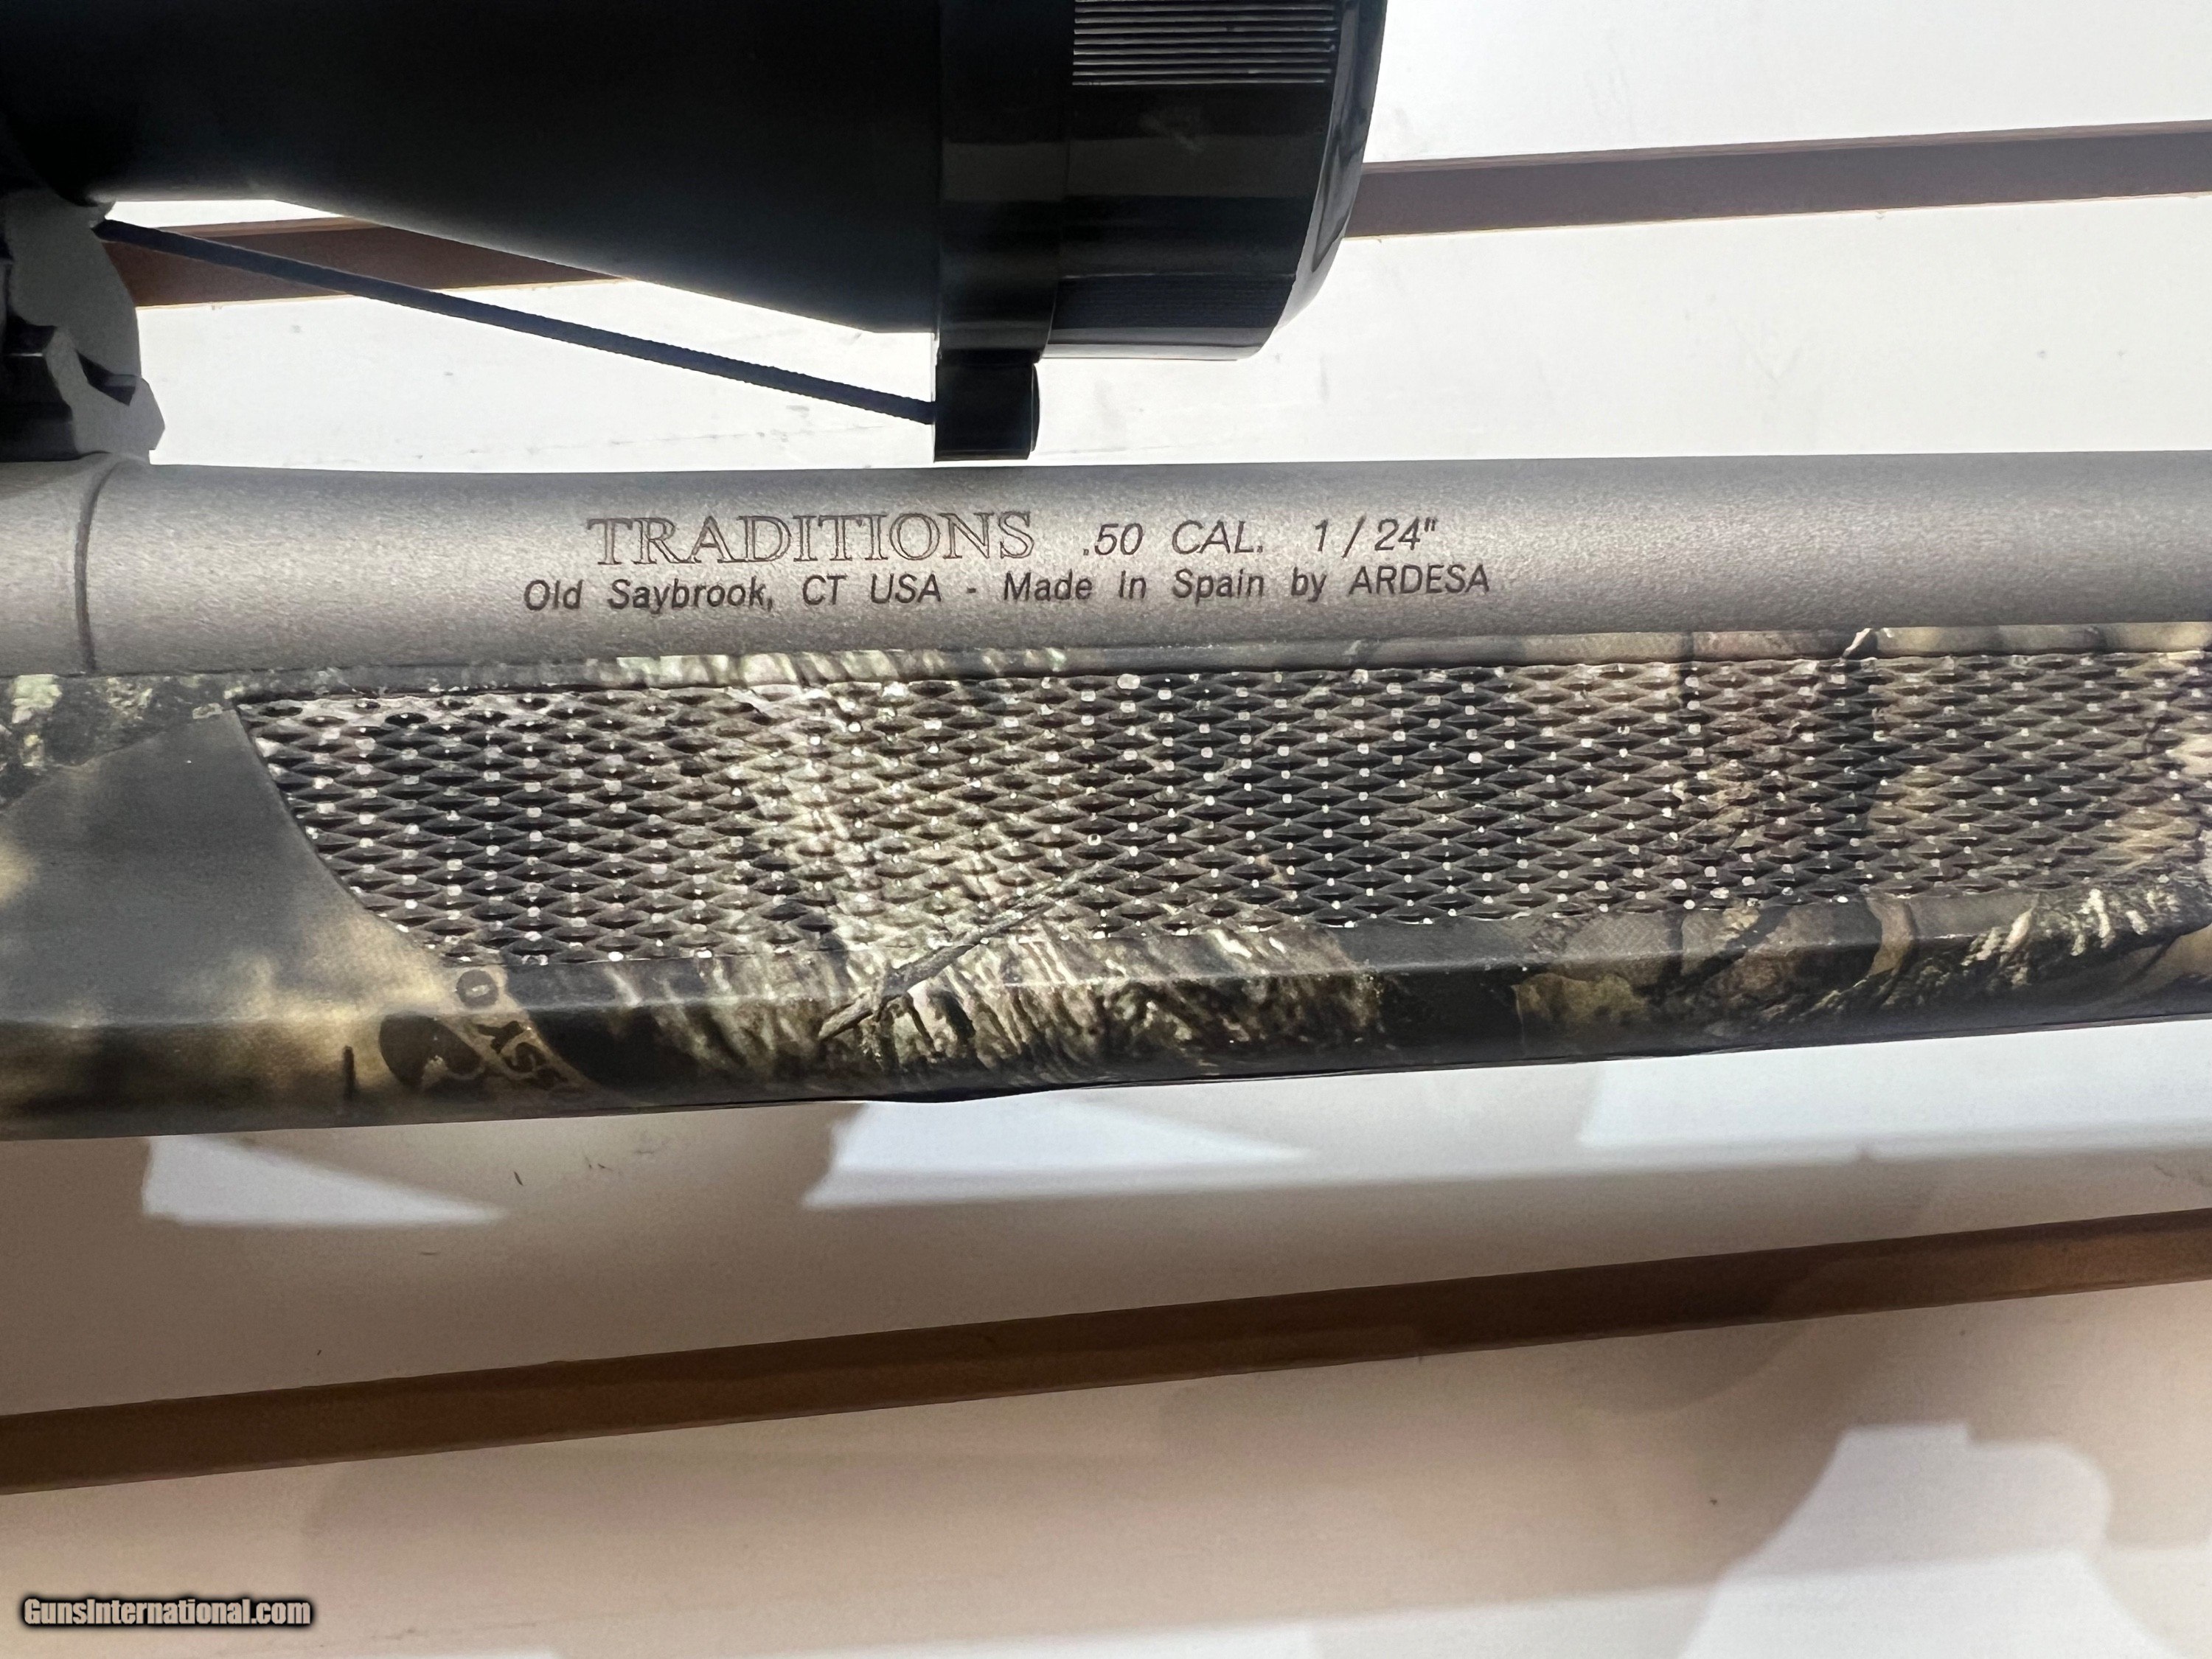 TRADITIONS .50 CAL. 1/24"
Old Saybrook, CT USA - Made in Spain by ARDESA
GunsInternational.com